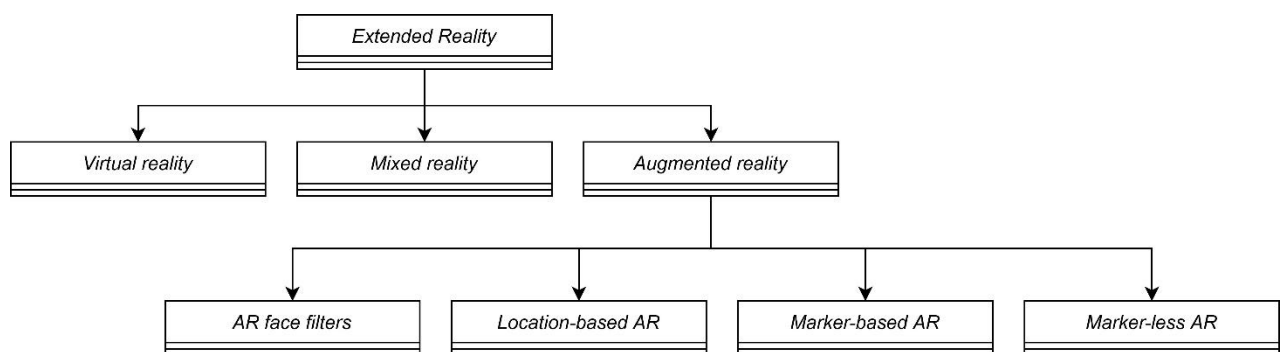 Extended Reality
Virtual reality
Mixed reality
Augmented reality
AR face filters
Location-based AR
Marker-based AR
Marker-less AR